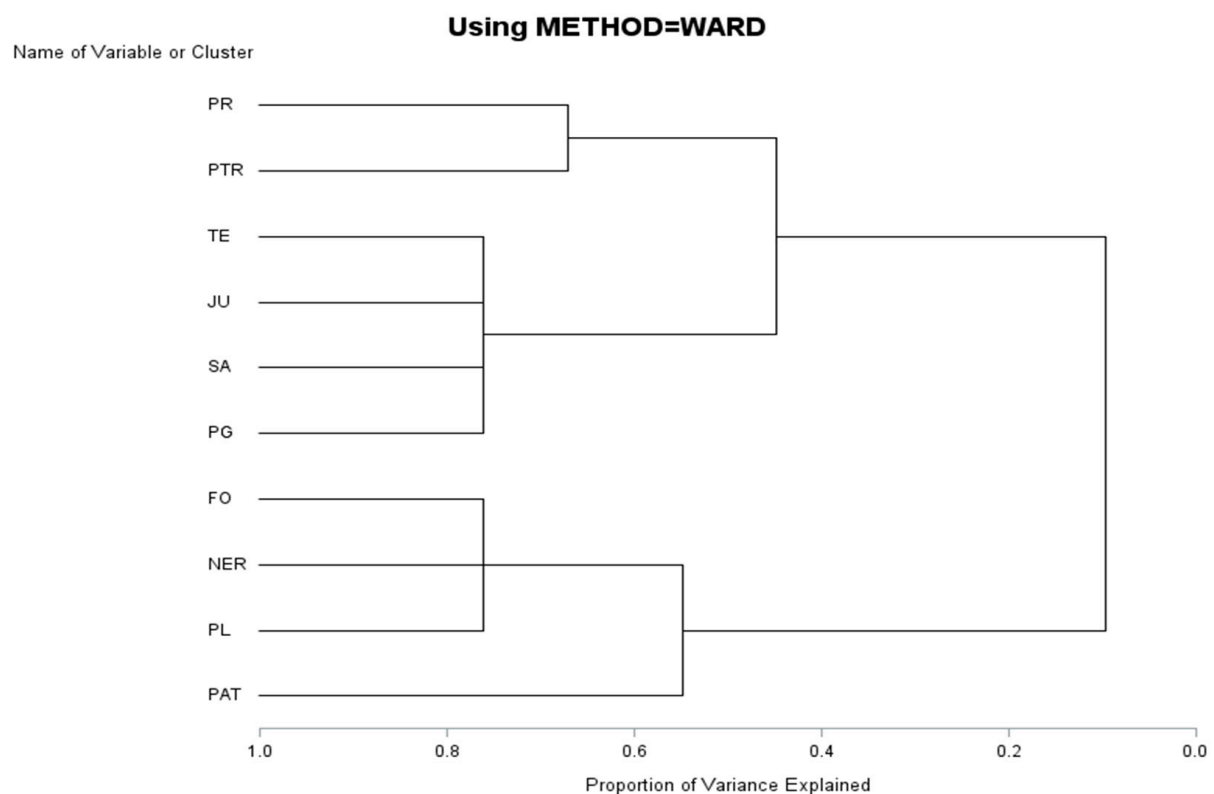 Using METHOD=WARD
Name of Variable or Cluster
PR
PTR
TE
JU
SA
PG
FO
NER
PL
PAT
1.0 0.8 0.6 0.4 0.2 0.0
Proportion of Variance Explained